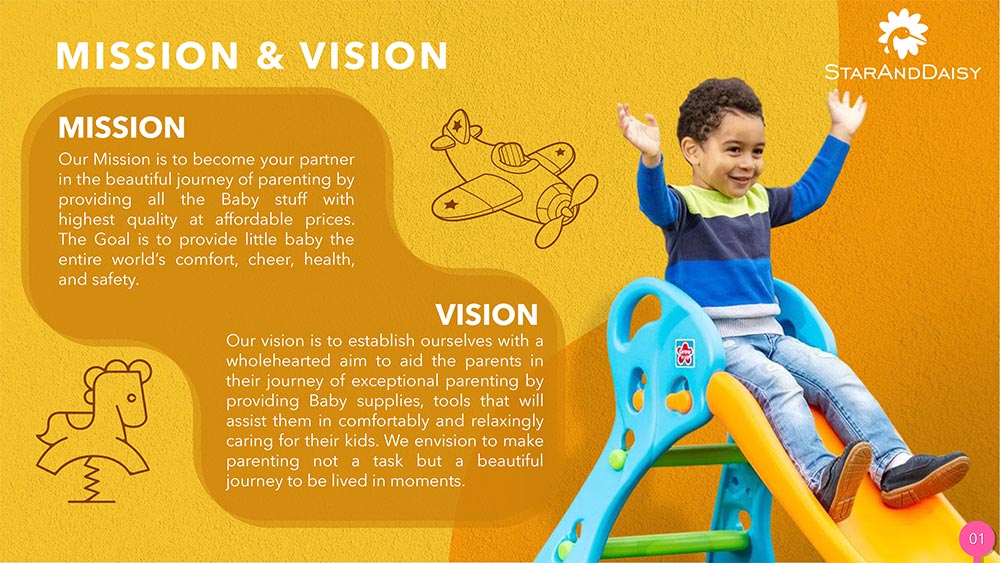 MISSION & VISION
StarAndDaisy
MISSION
Our Mission is to become your partner
in the beautiful journey of parenting by
providing all the Baby stuff with
highest quality at affordable prices.
The Goal is to provide little baby the
entire world's comfort, cheer, health,
and safety.
VISION
Our vision is to establish ourselves with a
wholehearted aim to aid the parents in
their journey of exceptional parenting by
providing Baby supplies, tools that will
assist them in comfortably and relaxingly
caring for their kids. We envision to make
parenting not a task but a beautiful
journey to be lived in moments.
01